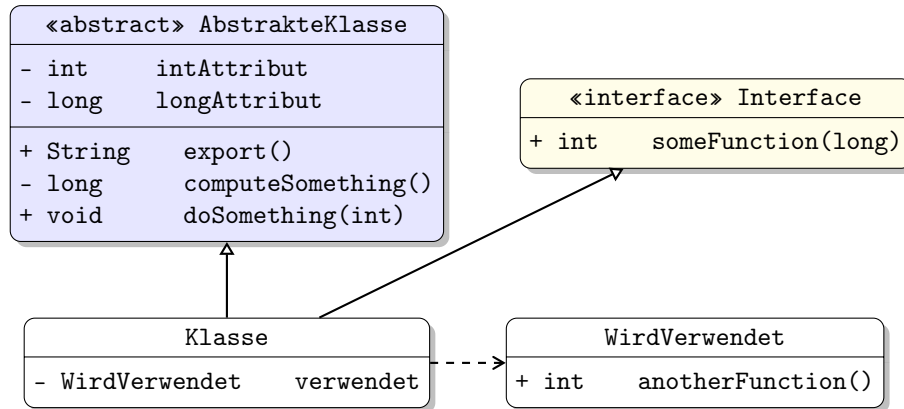 «abstract» AbstrakteKlasse
- int intAttribut
- long longAttribut
+ String export()
- long computeSomething()
+ void doSomething(int)
«interface» Interface
+ int someFunction(long)
Klasse
- WirdVerwendet verwendet
WirdVerwendet
+ int anotherFunction()